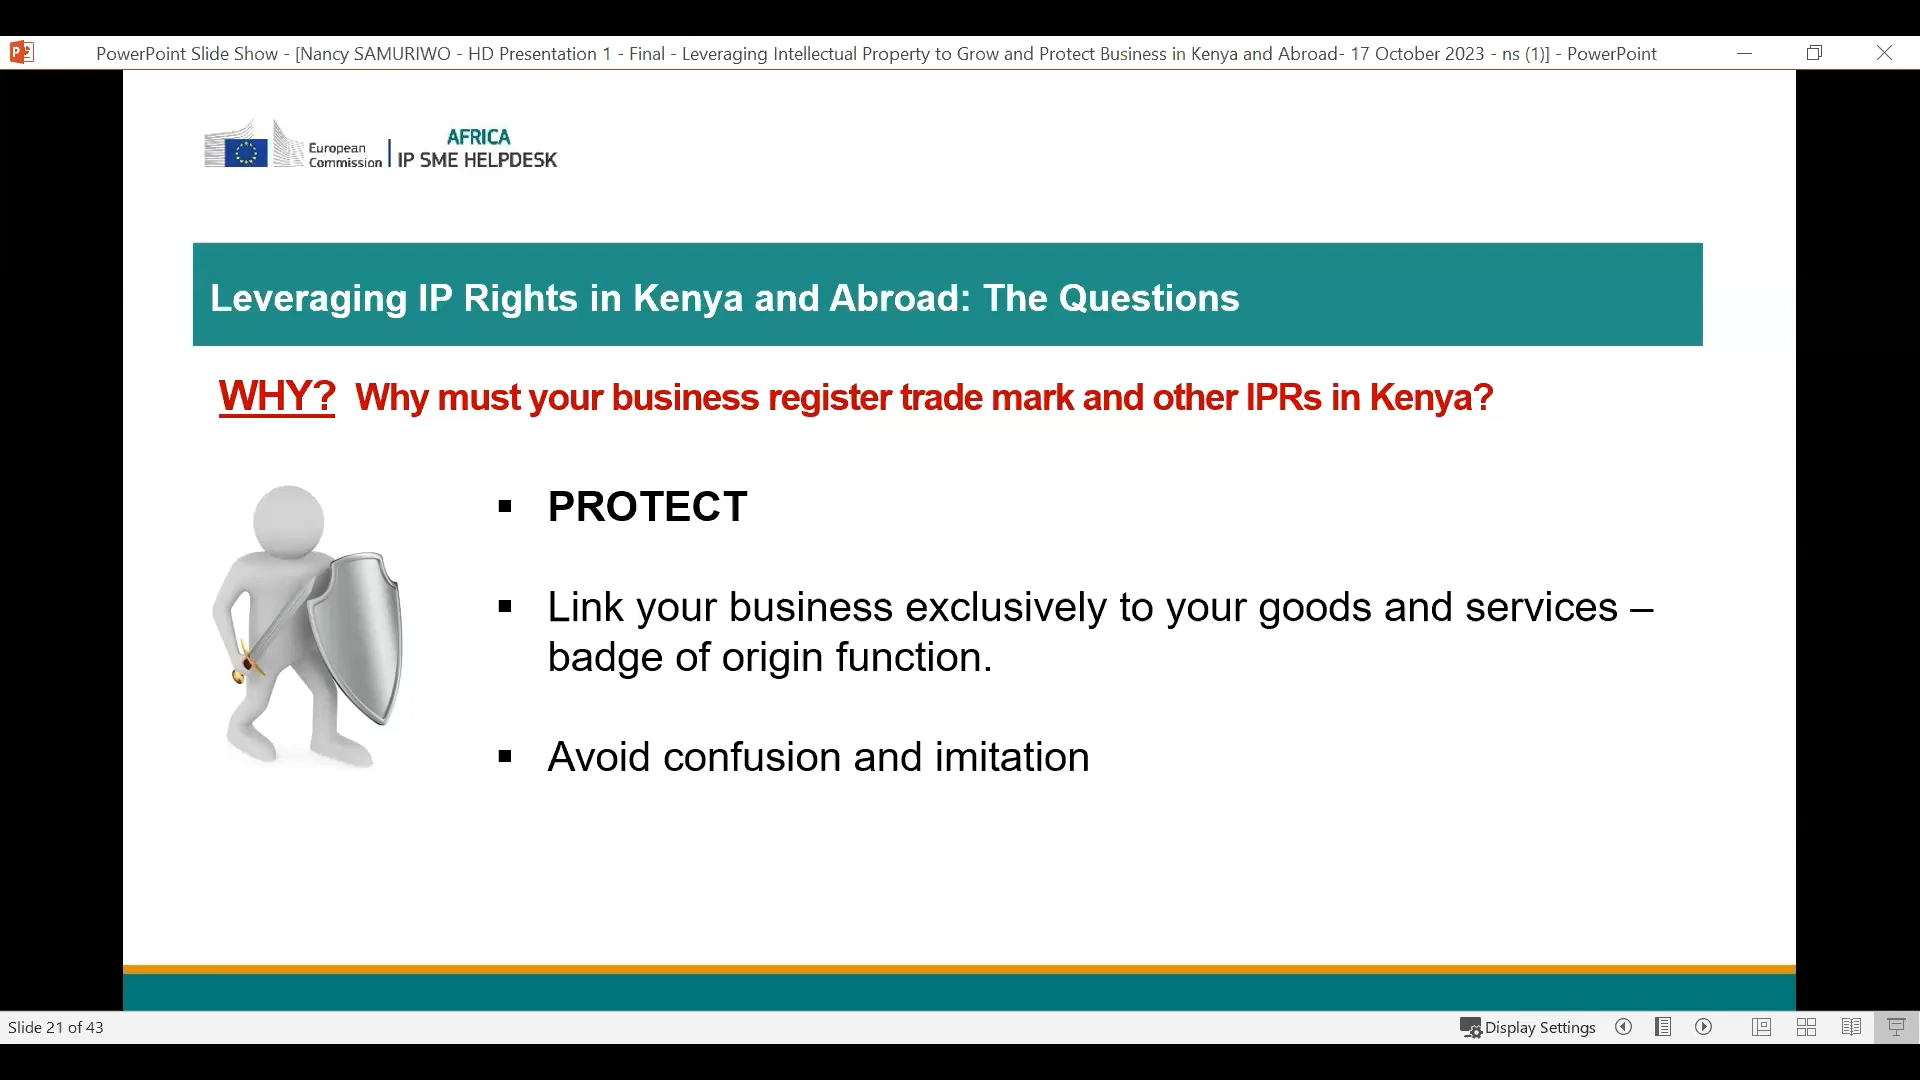 PowerPoint Slide Show - [Nancy SAMURIWO - HD Presentation 1 - Final - Leveraging Intellectual Property to Grow and Protect Business in Kenya and Abroad- 17 October 2023 - ns (1)] - PowerPoint
European
Commission
AFRICA
IP SME HELPDESK
Leveraging IP Rights in Kenya and Abroad: The Questions
WHY? Why must your business register trade mark and other IPRs in Kenya?
▪ PROTECT
▪ Link your business exclusively to your goods and services –
badge of origin function.
▪ Avoid confusion and imitation
Slide 21 of 43
Display Settings